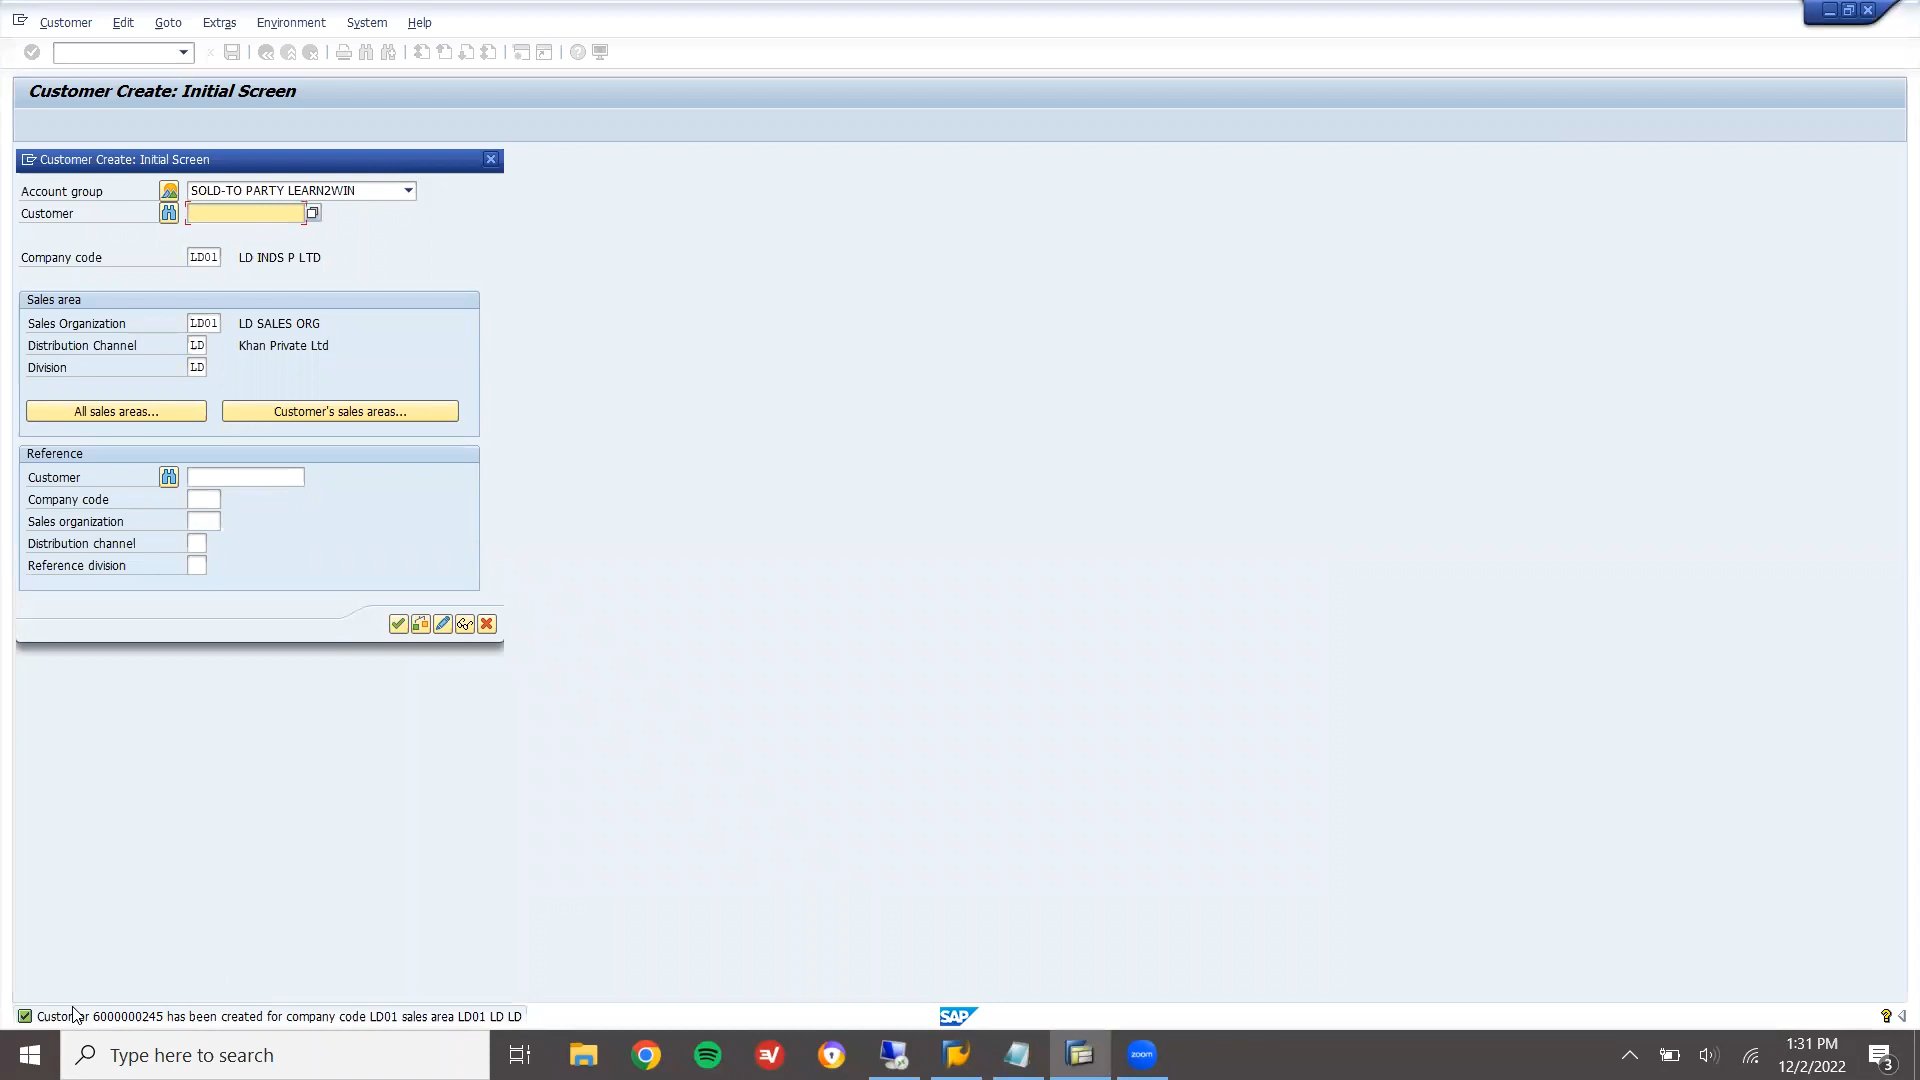 Customer Edit Goto Extras Environment System Help
Customer Create: Initial Screen
Customer Create: Initial Screen
Account group SOLD-TO PARTY LEARN2WIN
Customer
Company code LD01 LD INDS P LTD
Sales area
Sales Organization LD01 LD SALES ORG
Distribution Channel LD Khan Private Ltd
Division LD
All sales areas... Customer's sales areas...
Reference
Customer
Company code
Sales organization
Distribution channel
Reference division
Customer 6000000245 has been created for company code LD01 sales area LD01 LD LD
SAP
Type here to search
zoom
1:31 PM
12/2/2022
3